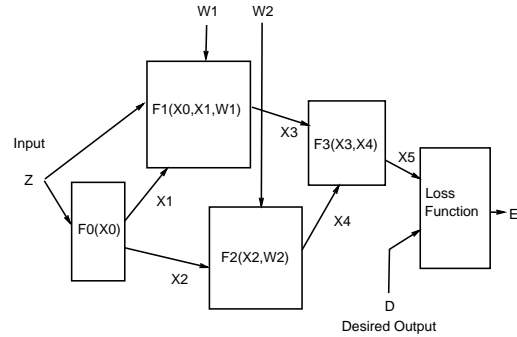 W1
W2
F1(X0,X1,W1)
X3
F3(X3,X4)
Input
Z
X1
F0(X0)
X2
F2(X2,W2)
X4
X5
Loss
Function
E
D
Desired Output